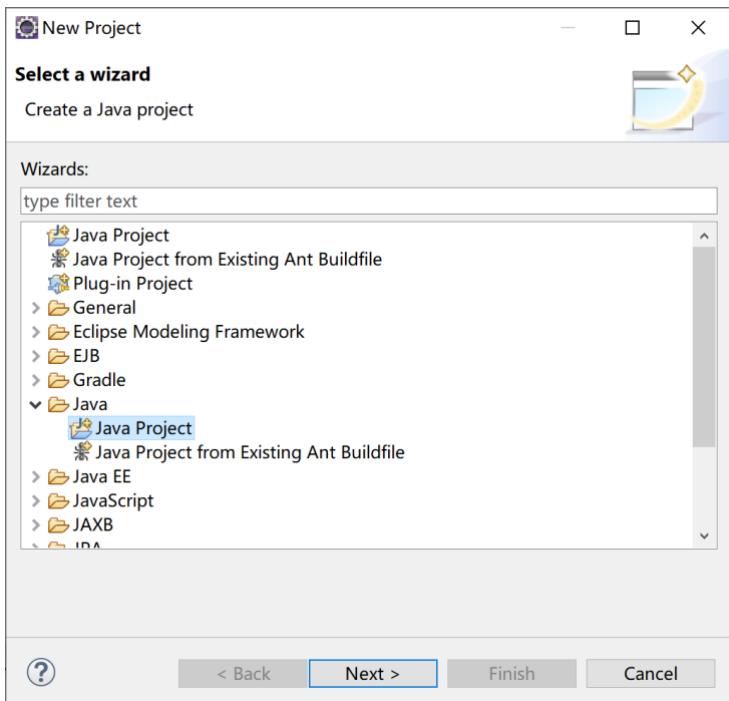 New Project
Select a wizard
Create a Java project
Wizards:
type filter text
Java Project
Java Project from Existing Ant Buildfile
Plug-in Project
General
Eclipse Modeling Framework
EJB
Gradle
Java
Java Project
Java Project from Existing Ant Buildfile
Java EE
JavaScript
JAXB
JPA
< Back Next > Finish Cancel